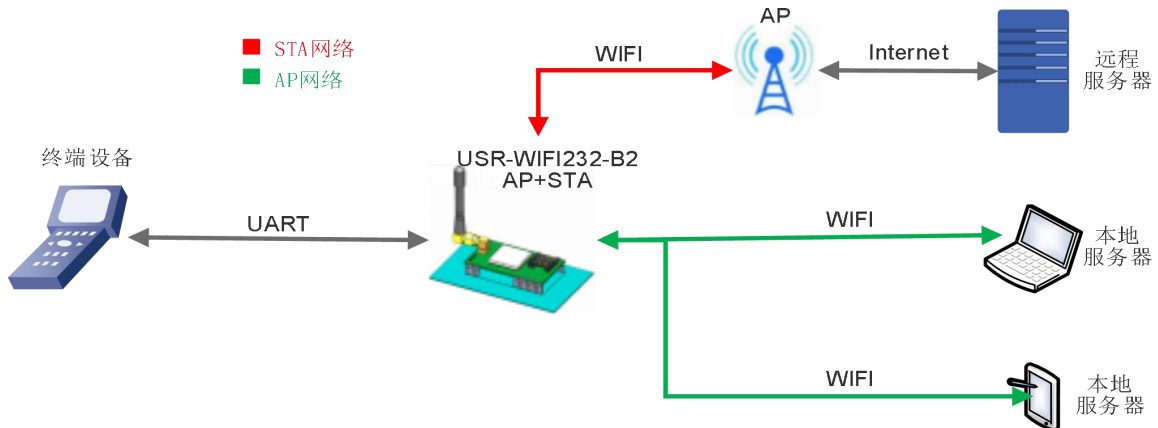 AP
STA网络
WIFI
Internet
AP网络
远程
服务器
终端设备
USR-WIFI232-B2
AP+STA
UART
WIFI
本地
服务器
WIFI
本地
服务器